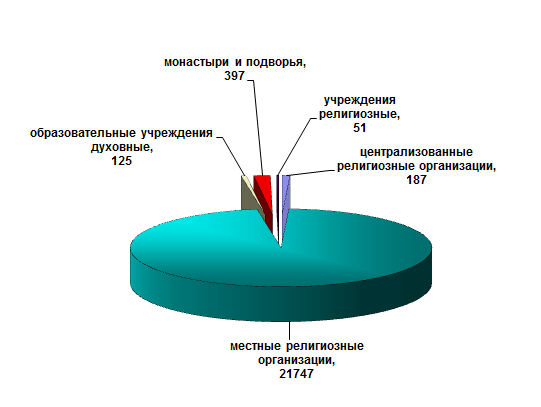 монастыри и подворья,
397
учреждения
религиозные,
51
образовательные учреждения
духовные,
125
централизованные
религиозные организации,
187
местные религиозные
организации,
21747